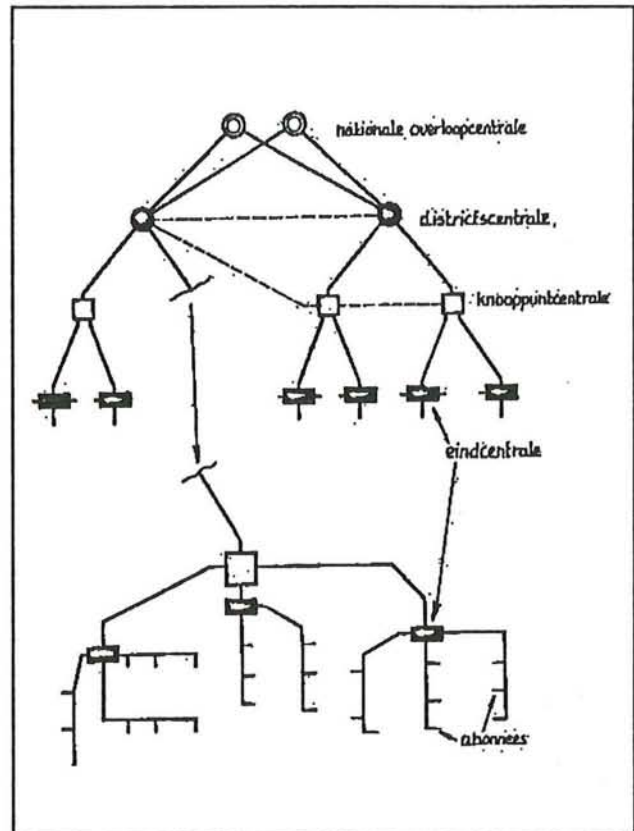 nationale overloopcentrale
districtscentrale,
knooppuntcentrale
eindcentrale
abonnees